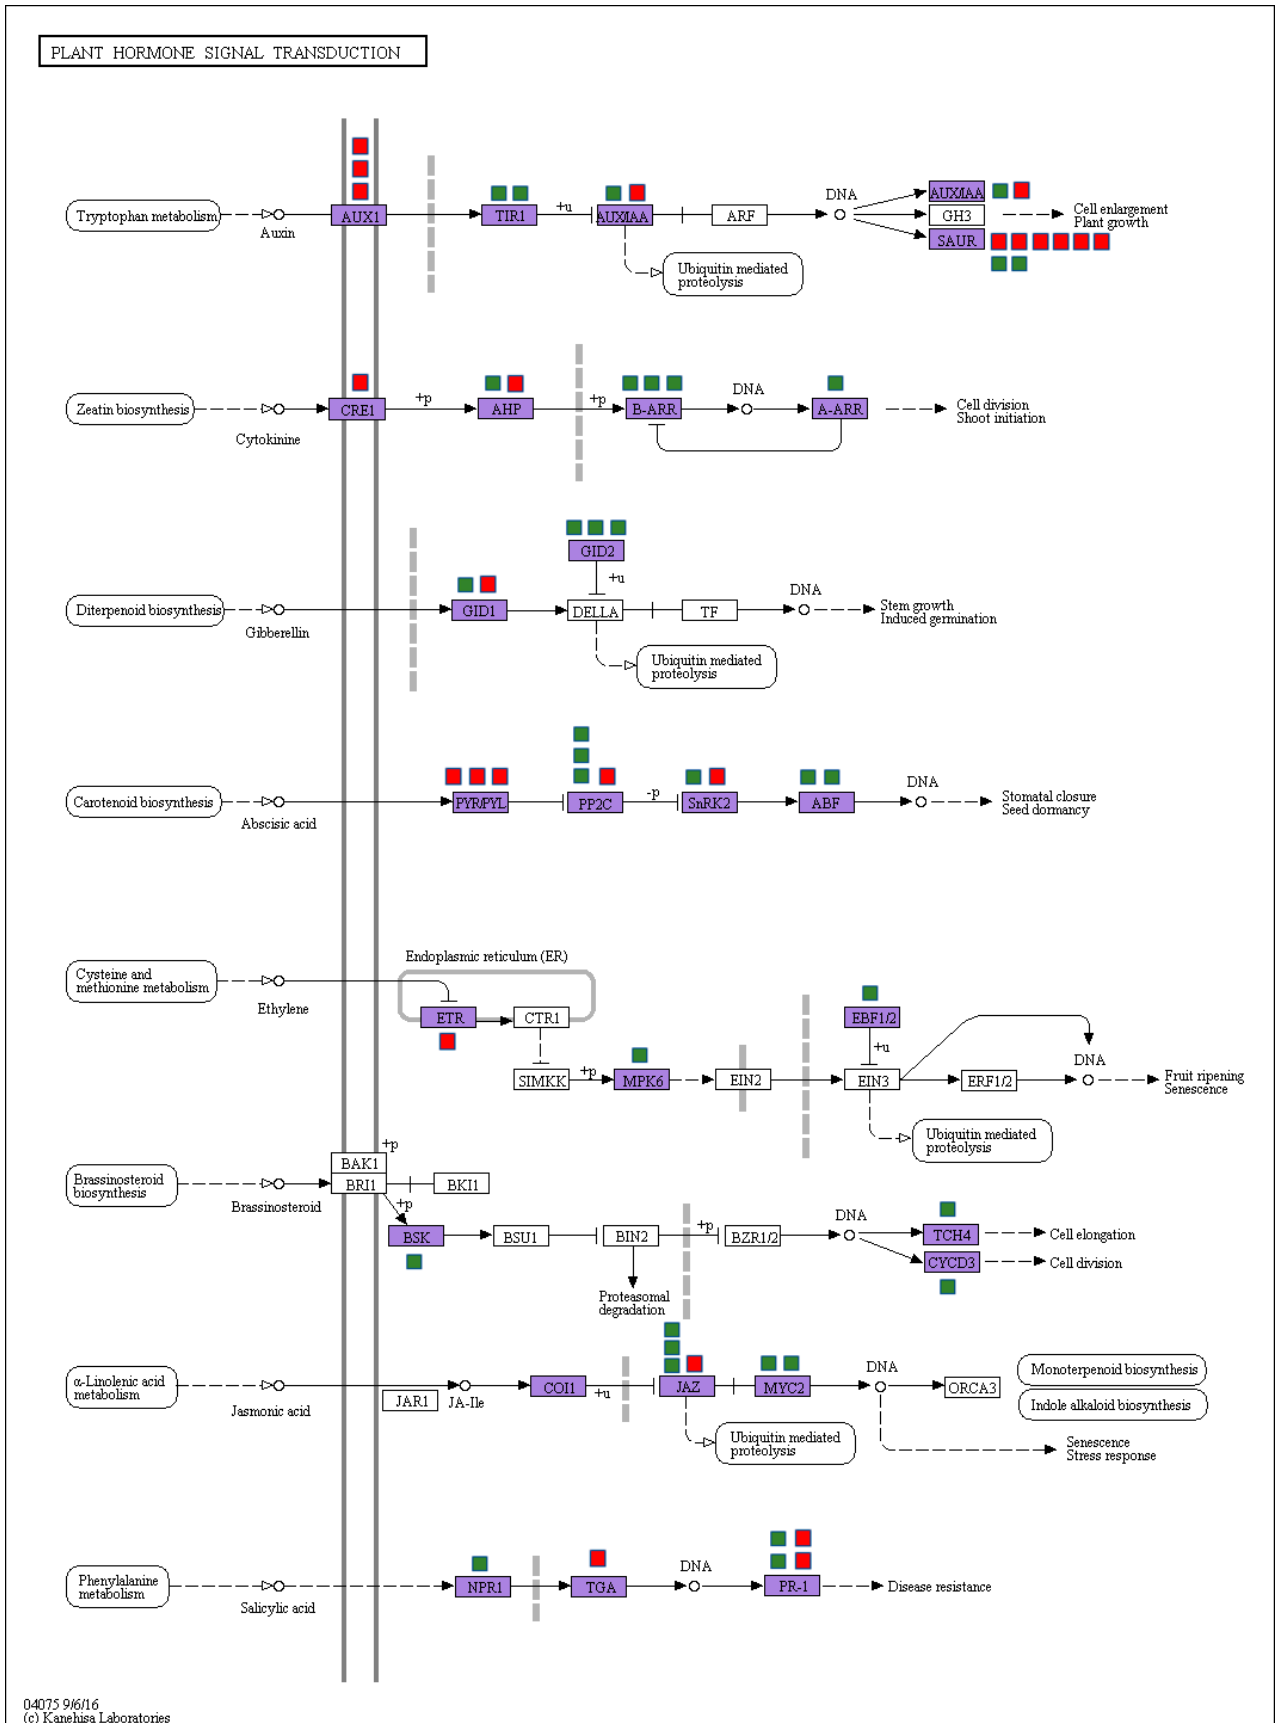 PLANT HORMONE SIGNAL TRANSDUCTION
Tryptophan metabolism
Auxin
AUX1
TIR1
+u
AUX/IAA
ARF
DNA
AUX/IAA
GH3
SAUR
Cell enlargement
Plant growth
Ubiquitin mediated
proteolysis
Zeatin biosynthesis
Cytokinine
CRE1
+p
AHP
+p
B-ARR
DNA
A-ARR
Cell division
Shoot initiation
GID2
+u
Diterpenoid biosynthesis
Gibberellin
GID1
DELLA
TF
DNA
Stem growth
Induced germination
Ubiquitin mediated
proteolysis
Carotenoid biosynthesis
Abscisic acid
PYR/PYL
PP2C
-p
SnRK2
ABF
DNA
Stomatal closure
Seed dormancy
Endoplasmic reticulum (ER)
Cysteine and
methionine metabolism
Ethylene
ETR
CTR1
EBF1/2
+u
SIMKK
+p
MPK6
EIN2
EIN3
ERF1/2
DNA
Fruit ripening
Senescence
Ubiquitin mediated
proteolysis
Brassinosteroid
biosynthesis
Brassinosteroid
+p
BAK1
BRI1
BKI1
+p
BSK
BSU1
BIN2
+p
BZR1/2
DNA
TCH4
CYCD3
Cell elongation
Cell division
Proteasomal
degradation
α-Linolenic acid
metabolism
Jasmonic acid
JAR1
JA-Ile
COI1
+u
JAZ
MYC2
DNA
ORCA3
Monoterpenoid biosynthesis
Indole alkaloid biosynthesis
Ubiquitin mediated
proteolysis
Senescence
Stress response
Phenylalanine
metabolism
Salicylic acid
NPR1
TGA
DNA
PR-1
Disease resistance
04075 9/6/16
(c) Kanehisa Laboratories